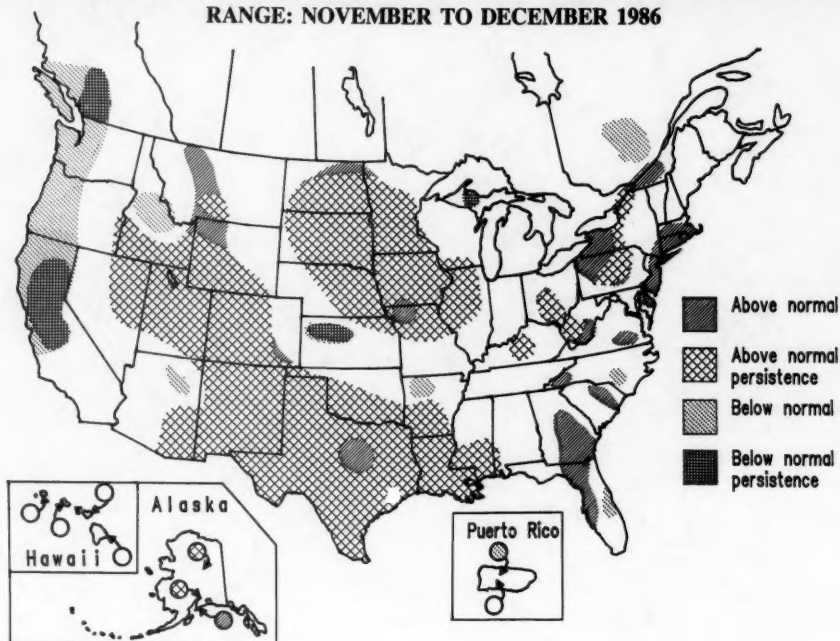 RANGE: NOVEMBER TO DECEMBER 1986
Above normal
Above normal
persistence
Below normal
Below normal
persistence
Alaska
Hawaii
Puerto Rico